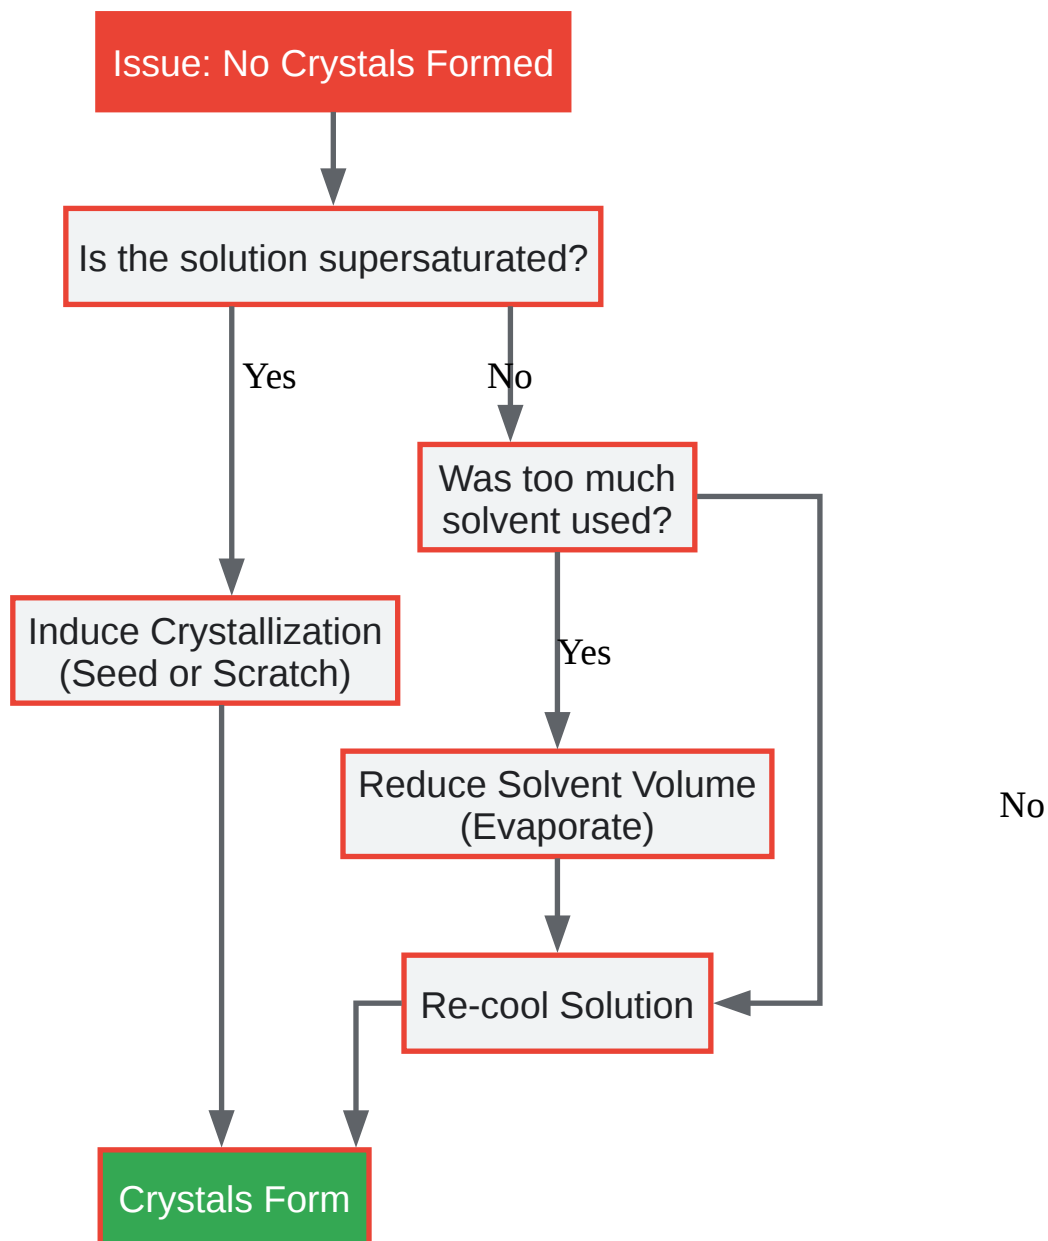 Issue: No Crystals Formed
Is the solution supersaturated?
Yes
No
Was too much
solvent used?
Induce Crystallization
(Seed or Scratch)
Yes
Reduce Solvent Volume
(Evaporate)
No
Re-cool Solution
Crystals Form